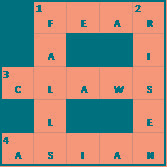 1 2
F E A R
A I
3
C L A W S
L E
4
A S I A N